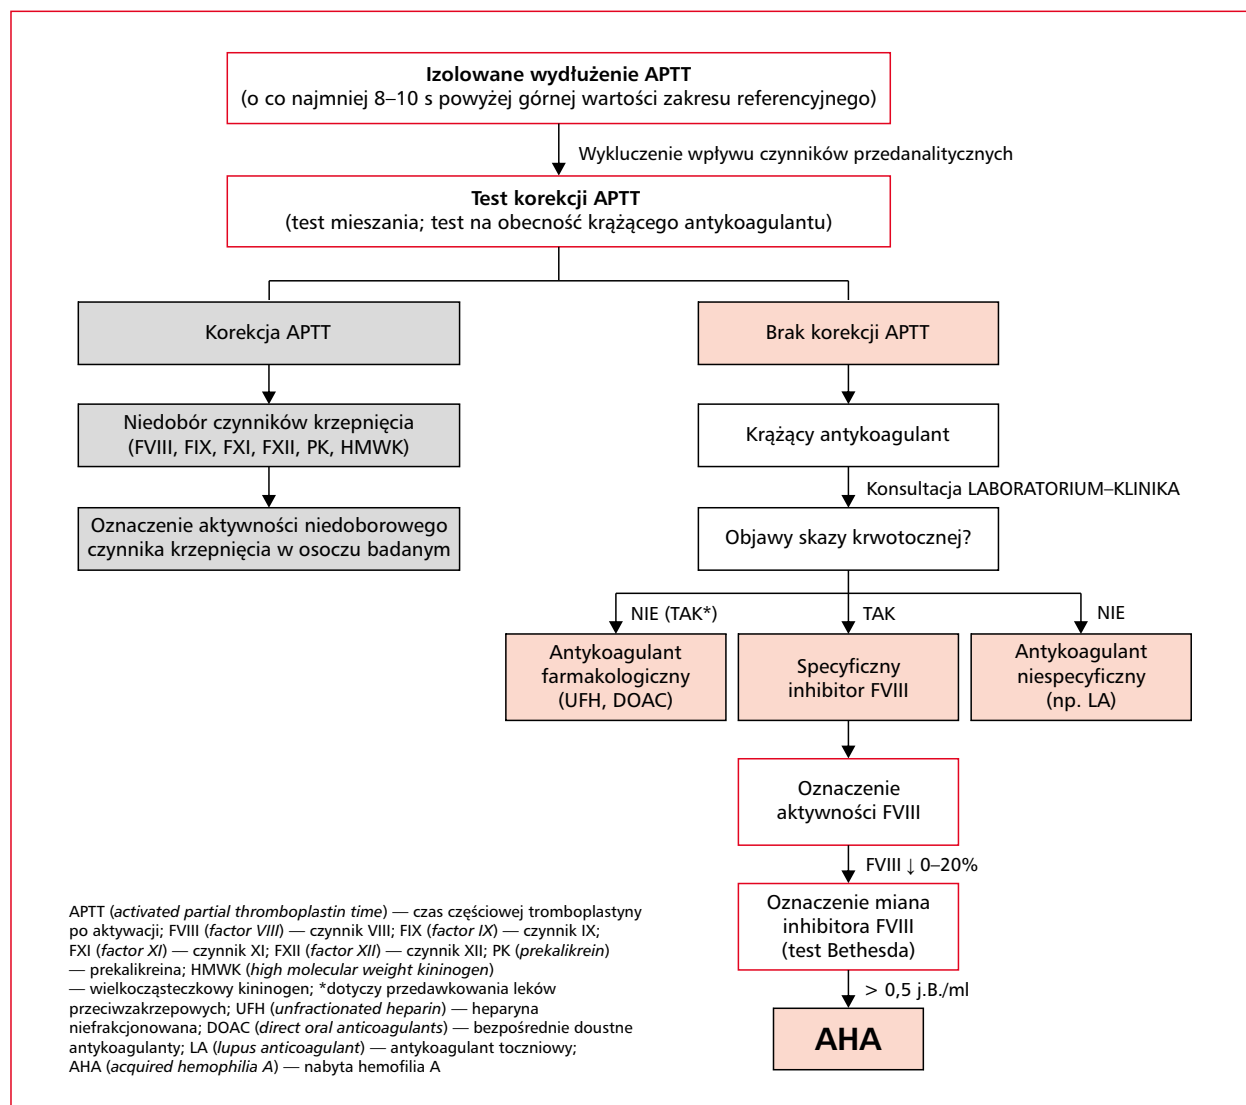 Izolowane wydłużenie APTT
(o co najmniej 8–10 s powyżej górnej wartości zakresu referencyjnego)
Wykluczenie wpływu czynników przedanalitycznych
Test korekcji APTT
(test mieszania; test na obecność krążącego antykoagulantu)
Korekcja APTT
Brak korekcji APTT
Niedobór czynników krzepnięcia
(FVIII, FIX, FXI, FXII, PK, HMWK)
Krążący antykoagulant
Konsultacja LABORATORIUM–KLINIKA
Oznaczenie aktywności niedoborowego
czynnika krzepnięcia w osoczu badanym
Objawy skazy krwotocznej?
NIE (TAK*)
TAK
NIE
Antykoagulant
farmakologiczny
(UFH, DOAC)
Specyficzny
inhibitor FVIII
Antykoagulant
niespecyficzny
(np. LA)
Oznaczenie
aktywności FVIII
FVIII ↓ 0–20%
Oznaczenie miana
inhibitora FVIII
(test Bethesda)
> 0,5 j.B./ml
AHA
APTT (activated partial thromboplastin time) — czas częściowej tromboplastyny
po aktywacji; FVIII (factor VIII) — czynnik VIII; FIX (factor IX) — czynnik IX;
FXI (factor XI) — czynnik XI; FXII (factor XII) — czynnik XII; PK (prekalikrein)
— prekalikreina; HMWK (high molecular weight kininogen)
— wielkocząsteczkowy kininogen; *dotyczy przedawkowania leków
przeciwzakrzepowych; UFH (unfractionated heparin) — heparyna
niefrakcjonowana; DOAC (direct oral anticoagulants) — bezpośrednie doustne
antykoagulanty; LA (lupus anticoagulant) — antykoagulant toczniowy;
AHA (acquired hemophilia A) — nabyta hemofilia A